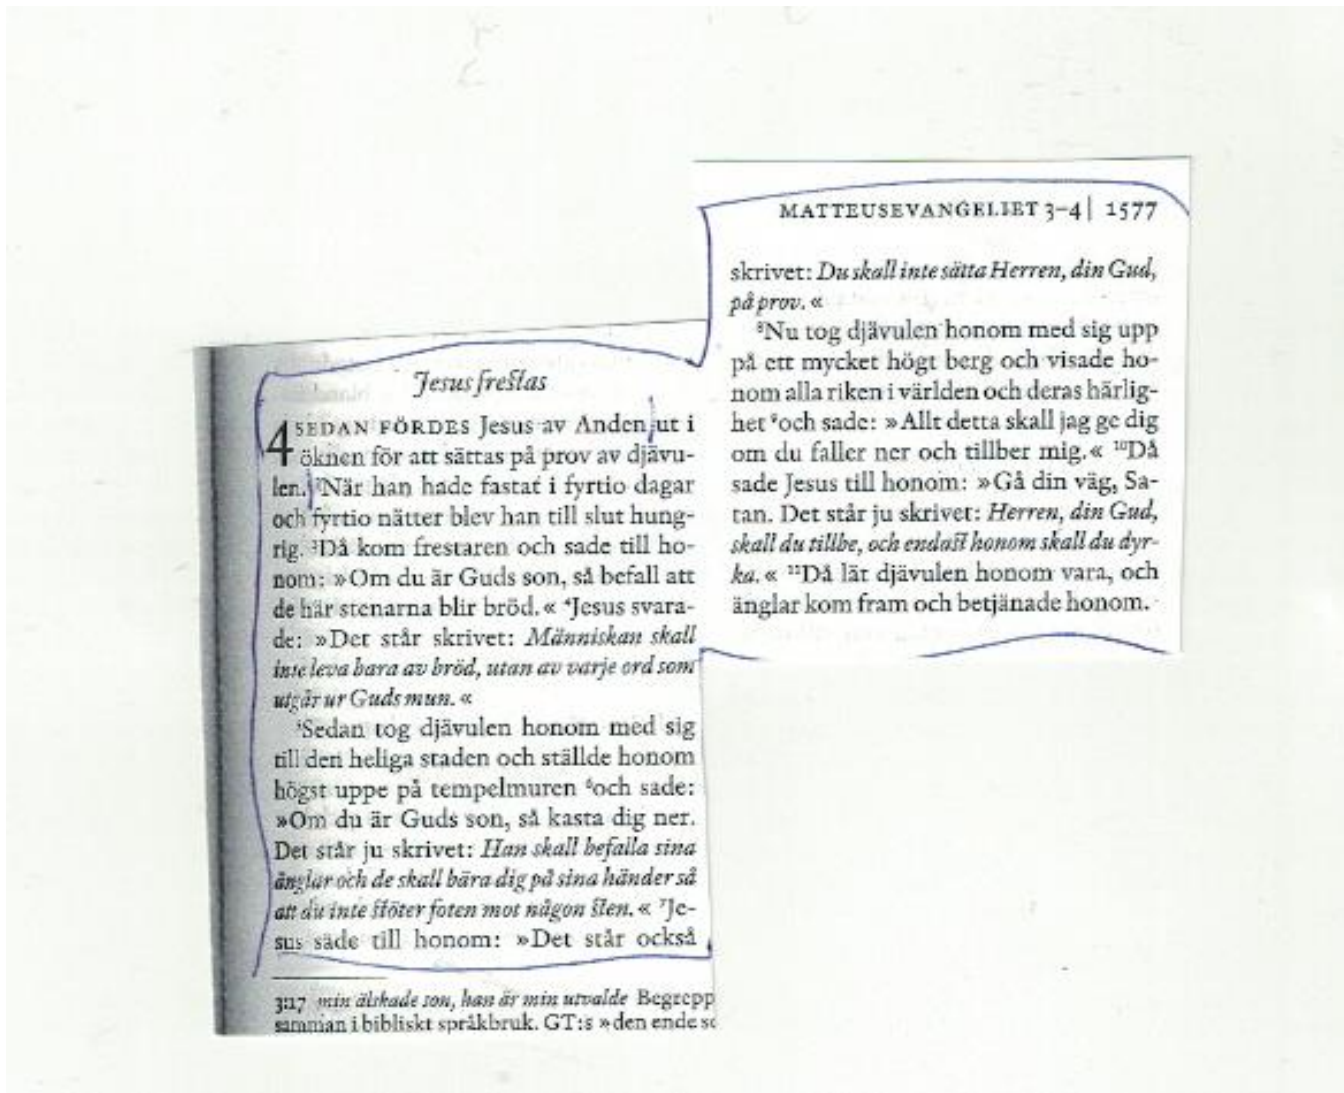 Jesus frestas
4 SEDAN FÖRDES Jesus av Anden ut i
öknen för att sättas på prov av djävu-
len. ²När han hade fastat i fyrtio dagar
och fyrtio nätter blev han till slut hung-
rig. ³Då kom frestaren och sade till ho-
nom: »Om du är Guds son, så befall att
de här stenarna blir bröd.« ⁴Jesus svara-
de: »Det står skrivet: Människan skall
inte leva bara av bröd, utan av varje ord som
utgår ur Guds mun.«
⁵Sedan tog djävulen honom med sig
till den heliga staden och ställde honom
högst uppe på tempelmuren ⁶och sade:
»Om du är Guds son, så kasta dig ner.
Det står ju skrivet: Han skall befalla sina
änglar och de skall bära dig på sina händer så
att du inte stöter foten mot någon sten.« ⁷Je-
sus sade till honom: »Det står också
3:17 min älskade son, han är min utvalde Begrepp
samman i bibliskt språkbruk. GT:s »den ende
MATTEUSEVANGELIET 3–4 | 1577
skrivet: Du skall inte sätta Herren, din Gud,
på prov.«
⁸Nu tog djävulen honom med sig upp
på ett mycket högt berg och visade ho-
nom alla riken i världen och deras härlig-
het ⁹och sade: »Allt detta skall jag ge dig
om du faller ner och tillber mig.« ¹⁰Då
sade Jesus till honom: »Gå din väg, Sa-
tan. Det står ju skrivet: Herren, din Gud,
skall du tillbe, och endast honom skall du dyr-
ka.« ¹¹Då lät djävulen honom vara, och
änglar kom fram och betjänade honom.